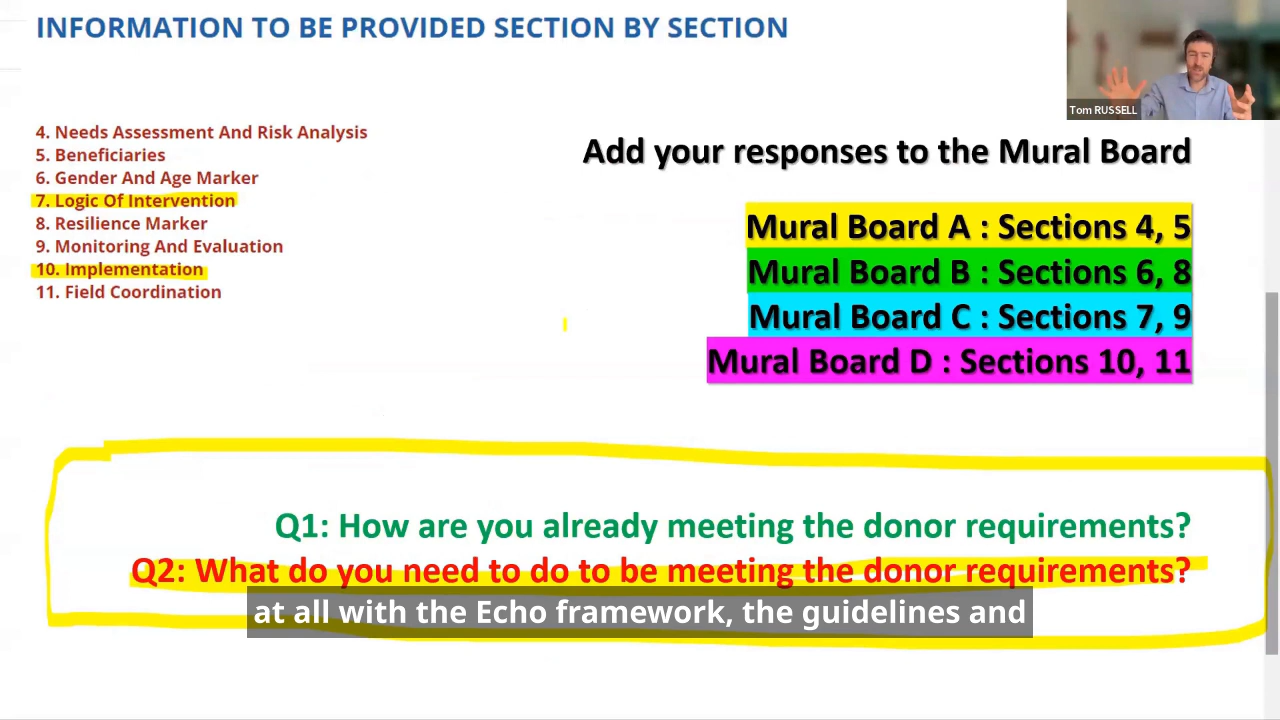 INFORMATION TO BE PROVIDED SECTION BY SECTION
Tom RUSSELL
4. Needs Assessment And Risk Analysis
5. Beneficiaries
6. Gender And Age Marker
7. Logic Of Intervention
8. Resilience Marker
9. Monitoring And Evaluation
10. Implementation
11. Field Coordination
Add your responses to the Mural Board
Mural Board A : Sections 4, 5
Mural Board B : Sections 6, 8
Mural Board C : Sections 7, 9
Mural Board D : Sections 10, 11
Q1: How are you already meeting the donor requirements?
Q2: What do you need to do to be meeting the donor requirements?
at all with the Echo framework, the guidelines and